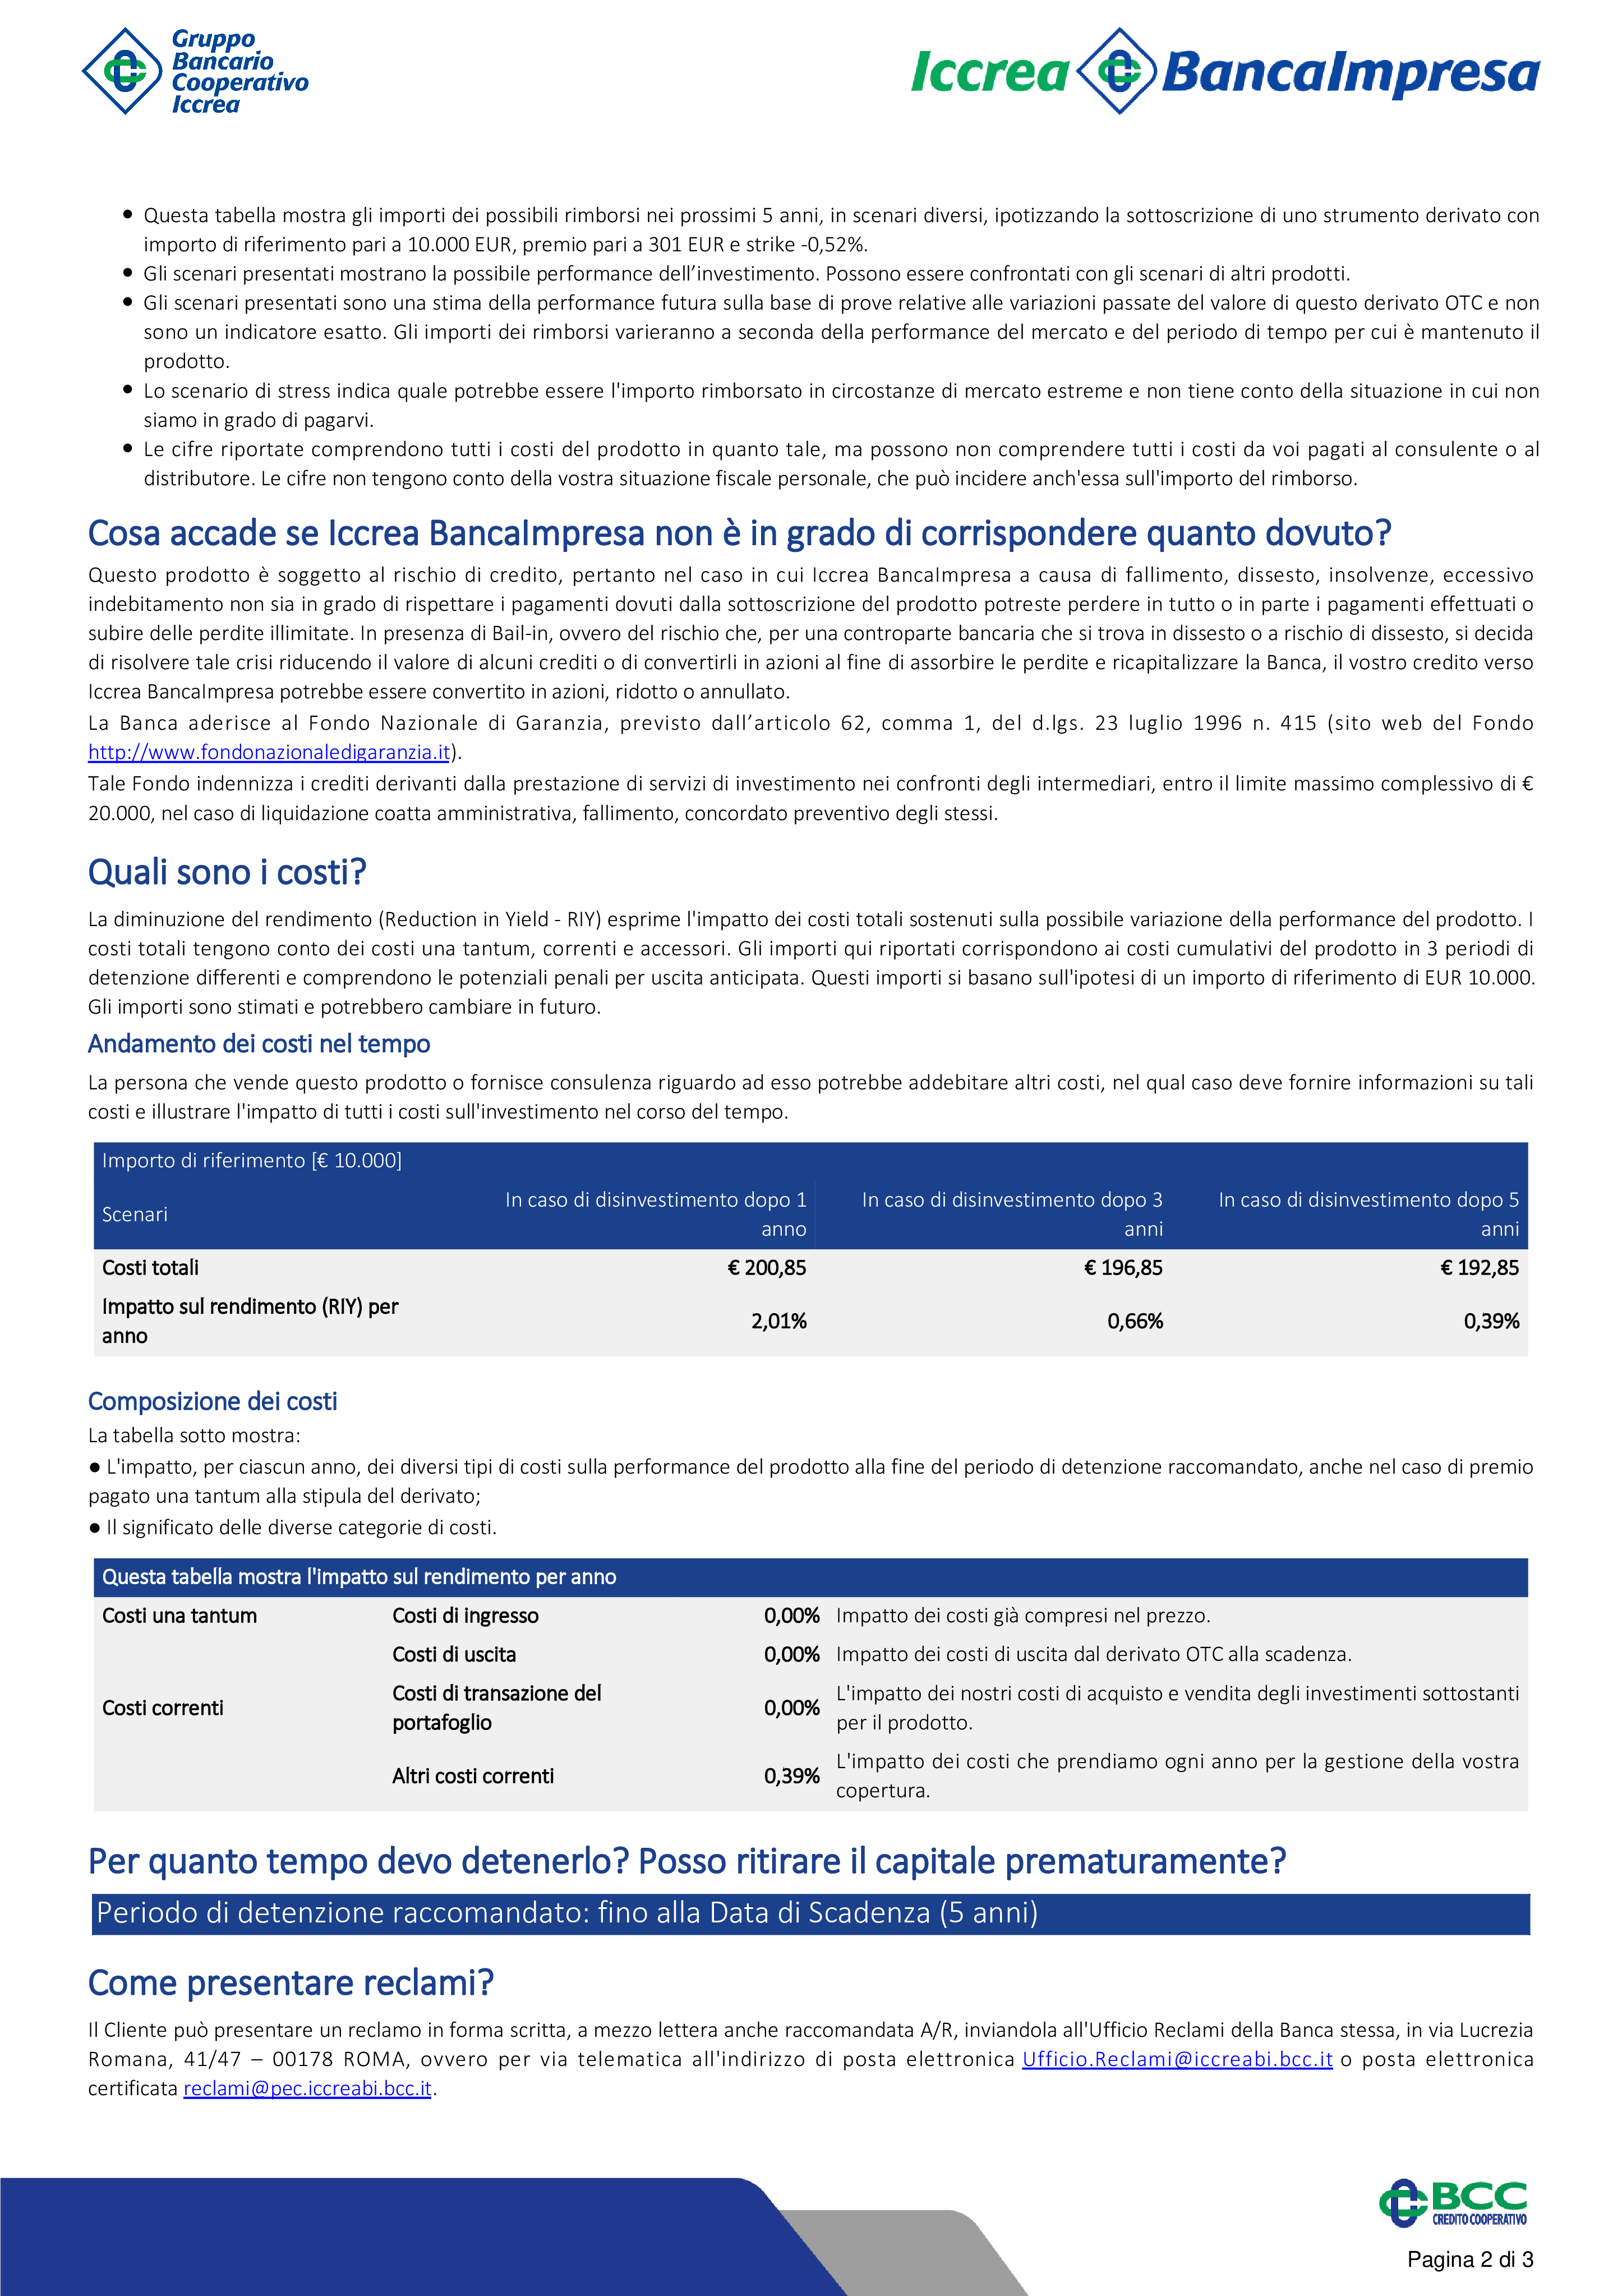 Gruppo
Bancario
Cooperativo
Iccrea
Iccrea BancaImpresa
● Questa tabella mostra gli importi dei possibili rimborsi nei prossimi 5 anni, in scenari diversi, ipotizzando la sottoscrizione di uno strumento derivato con
importo di riferimento pari a 10.000 EUR, premio pari a 301 EUR e strike -0,52%.
● Gli scenari presentati mostrano la possibile performance dell’investimento. Possono essere confrontati con gli scenari di altri prodotti.
● Gli scenari presentati sono una stima della performance futura sulla base di prove relative alle variazioni passate del valore di questo derivato OTC e non
sono un indicatore esatto. Gli importi dei rimborsi varieranno a seconda della performance del mercato e del periodo di tempo per cui è mantenuto il
prodotto.
● Lo scenario di stress indica quale potrebbe essere l'importo rimborsato in circostanze di mercato estreme e non tiene conto della situazione in cui non
siamo in grado di pagarvi.
● Le cifre riportate comprendono tutti i costi del prodotto in quanto tale, ma possono non comprendere tutti i costi da voi pagati al consulente o al
distributore. Le cifre non tengono conto della vostra situazione fiscale personale, che può incidere anch'essa sull'importo del rimborso.
Cosa accade se Iccrea BancaImpresa non è in grado di corrispondere quanto dovuto?
Questo prodotto è soggetto al rischio di credito, pertanto nel caso in cui Iccrea BancaImpresa a causa di fallimento, dissesto, insolvenze, eccessivo
indebitamento non sia in grado di rispettare i pagamenti dovuti dalla sottoscrizione del prodotto potreste perdere in tutto o in parte i pagamenti effettuati o
subire delle perdite illimitate. In presenza di Bail-in, ovvero del rischio che, per una controparte bancaria che si trova in dissesto o a rischio di dissesto, si decida
di risolvere tale crisi riducendo il valore di alcuni crediti o di convertirli in azioni al fine di assorbire le perdite e ricapitalizzare la Banca, il vostro credito verso
Iccrea BancaImpresa potrebbe essere convertito in azioni, ridotto o annullato.
La Banca aderisce al Fondo Nazionale di Garanzia, previsto dall’articolo 62, comma 1, del d.lgs. 23 luglio 1996 n. 415 (sito web del Fondo
http://www.fondonazionaledigaranzia.it).
Tale Fondo indennizza i crediti derivanti dalla prestazione di servizi di investimento nei confronti degli intermediari, entro il limite massimo complessivo di €
20.000, nel caso di liquidazione coatta amministrativa, fallimento, concordato preventivo degli stessi.
Quali sono i costi?
La diminuzione del rendimento (Reduction in Yield - RIY) esprime l'impatto dei costi totali sostenuti sulla possibile variazione della performance del prodotto. I
costi totali tengono conto dei costi una tantum, correnti e accessori. Gli importi qui riportati corrispondono ai costi cumulativi del prodotto in 3 periodi di
detenzione differenti e comprendono le potenziali penali per uscita anticipata. Questi importi si basano sull'ipotesi di un importo di riferimento di EUR 10.000.
Gli importi sono stimati e potrebbero cambiare in futuro.
Andamento dei costi nel tempo
La persona che vende questo prodotto o fornisce consulenza riguardo ad esso potrebbe addebitare altri costi, nel qual caso deve fornire informazioni su tali
costi e illustrare l'impatto di tutti i costi sull'investimento nel corso del tempo.
Importo di riferimento [€ 10.000]
Scenari In caso di disinvestimento dopo 1 anno In caso di disinvestimento dopo 3 anni In caso di disinvestimento dopo 5 anni
Costi totali € 200,85 € 196,85 € 192,85
Impatto sul rendimento (RIY) per anno 2,01% 0,66% 0,39%
Composizione dei costi
La tabella sotto mostra:
● L'impatto, per ciascun anno, dei diversi tipi di costi sulla performance del prodotto alla fine del periodo di detenzione raccomandato, anche nel caso di premio
pagato una tantum alla stipula del derivato;
● Il significato delle diverse categorie di costi.
Questa tabella mostra l'impatto sul rendimento per anno
Costi una tantum Costi di ingresso 0,00% Impatto dei costi già compresi nel prezzo.
Costi di uscita 0,00% Impatto dei costi di uscita dal derivato OTC alla scadenza.
Costi correnti Costi di transazione del portafoglio 0,00% L'impatto dei nostri costi di acquisto e vendita degli investimenti sottostanti
per il prodotto.
Altri costi correnti 0,39% L'impatto dei costi che prendiamo ogni anno per la gestione della vostra
copertura.
Per quanto tempo devo detenerlo? Posso ritirare il capitale prematuramente?
Periodo di detenzione raccomandato: fino alla Data di Scadenza (5 anni)
Come presentare reclami?
Il Cliente può presentare un reclamo in forma scritta, a mezzo lettera anche raccomandata A/R, inviandola all'Ufficio Reclami della Banca stessa, in via Lucrezia
Romana, 41/47 – 00178 ROMA, ovvero per via telematica all'indirizzo di posta elettronica Ufficio.Reclami@iccreabi.bcc.it o posta elettronica
certificata reclami@pec.iccreabi.bcc.it.
BCC
CREDITO COOPERATIVO
Pagina 2 di 3